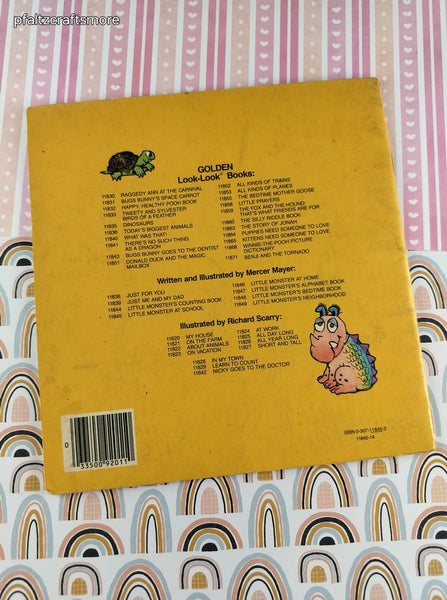 pfaltzcraftsmore
GOLDEN
Look-Look® Books:
11830 RAGGEDY ANN AT THE CARNIVAL
11831 BUGS BUNNY'S SPACE CARROT
11832 HAPPY, HEALTHY POOH BOOK
11833 TWEETY AND SYLVESTER:
BIRDS OF A FEATHER
11835 DINOSAURS
11836 TODAY'S BIGGEST ANIMALS
11840 WHAT WAS THAT!
11841 THERE'S NO SUCH THING
AS A DRAGON
11843 BUGS BUNNY GOES TO THE DENTIST
11851 DONALD DUCK AND THE MAGIC
MAILBOX
11852 ALL KINDS OF TRAINS
11853 ALL KINDS OF PLANES
11855 THE BEDTIME MOTHER GOOSE
11858 LITTLE PRAYERS
11859 THE FOX AND THE HOUND:
THAT'S WHAT FRIENDS ARE FOR
11860 THE SILLY RIDDLE BOOK
11863 THE STORY OF JONAH
11864 PUPPIES NEED SOMEONE TO LOVE
11865 KITTENS NEED SOMEONE TO LOVE
11968 WINNIE-THE-POOH PICTURE
DICTIONARY
11871 BENJI AND THE TORNADO
Written and Illustrated by Mercer Mayer:
11838 JUST FOR YOU
11839 JUST ME AND MY DAD
11844 LITTLE MONSTER'S COUNTING BOOK
11845 LITTLE MONSTER AT SCHOOL
11846 LITTLE MONSTER AT HOME
11847 LITTLE MONSTER'S ALPHABET BOOK
11848 LITTLE MONSTER'S BEDTIME BOOK
11849 LITTLE MONSTER'S NEIGHBORHOOD
Illustrated by Richard Scarry:
11820 MY HOUSE
11821 ON THE FARM
11822 ABOUT ANIMALS
11823 ON VACATION
11824 AT WORK
11825 ALL DAY LONG
11826 ALL YEAR LONG
11827 SHORT AND TALL
11828 IN MY TOWN
11829 LEARN TO COUNT
11842 NICKY GOES TO THE DOCTOR
0
33500 92011
ISBN 0-307-11845-2
11845-14